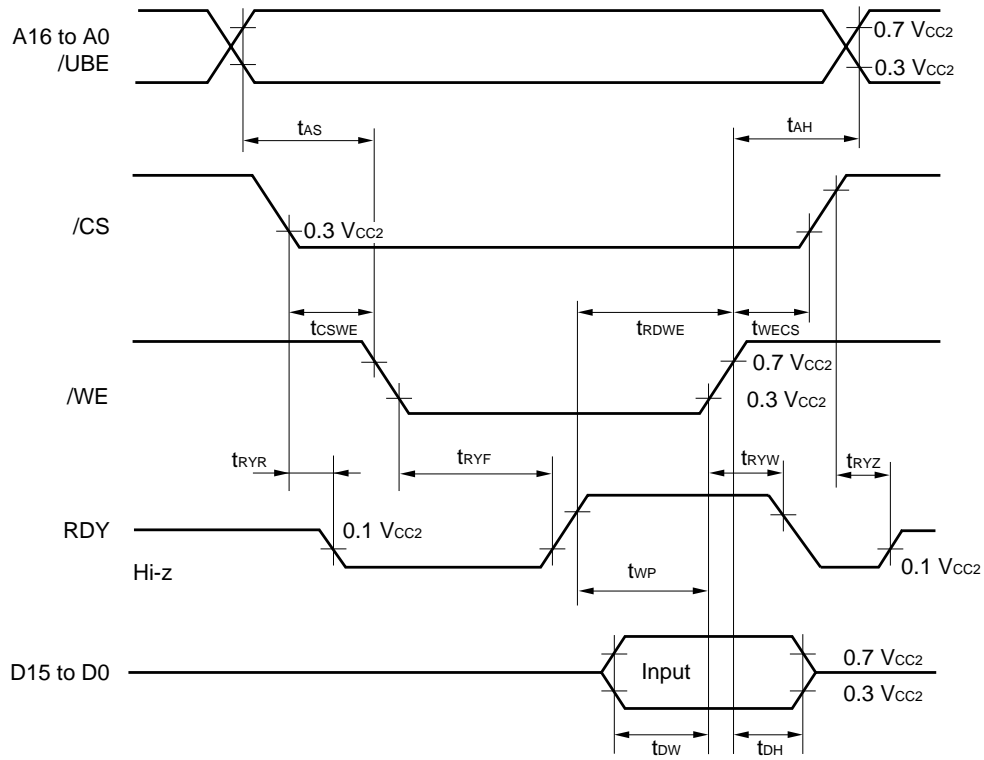 A16 to A0
/UBE
0.7 VCC2
0.3 VCC2
tAS
tAH
/CS
0.3 VCC2
tCSWE
tRDWE
tWECS
/WE
0.7 VCC2
0.3 VCC2
tRYR
tRYF
tRYW
tRYZ
RDY
0.1 VCC2
Hi-z
0.1 VCC2
tWP
D15 to D0
Input
0.7 VCC2
0.3 VCC2
tDW
tDH